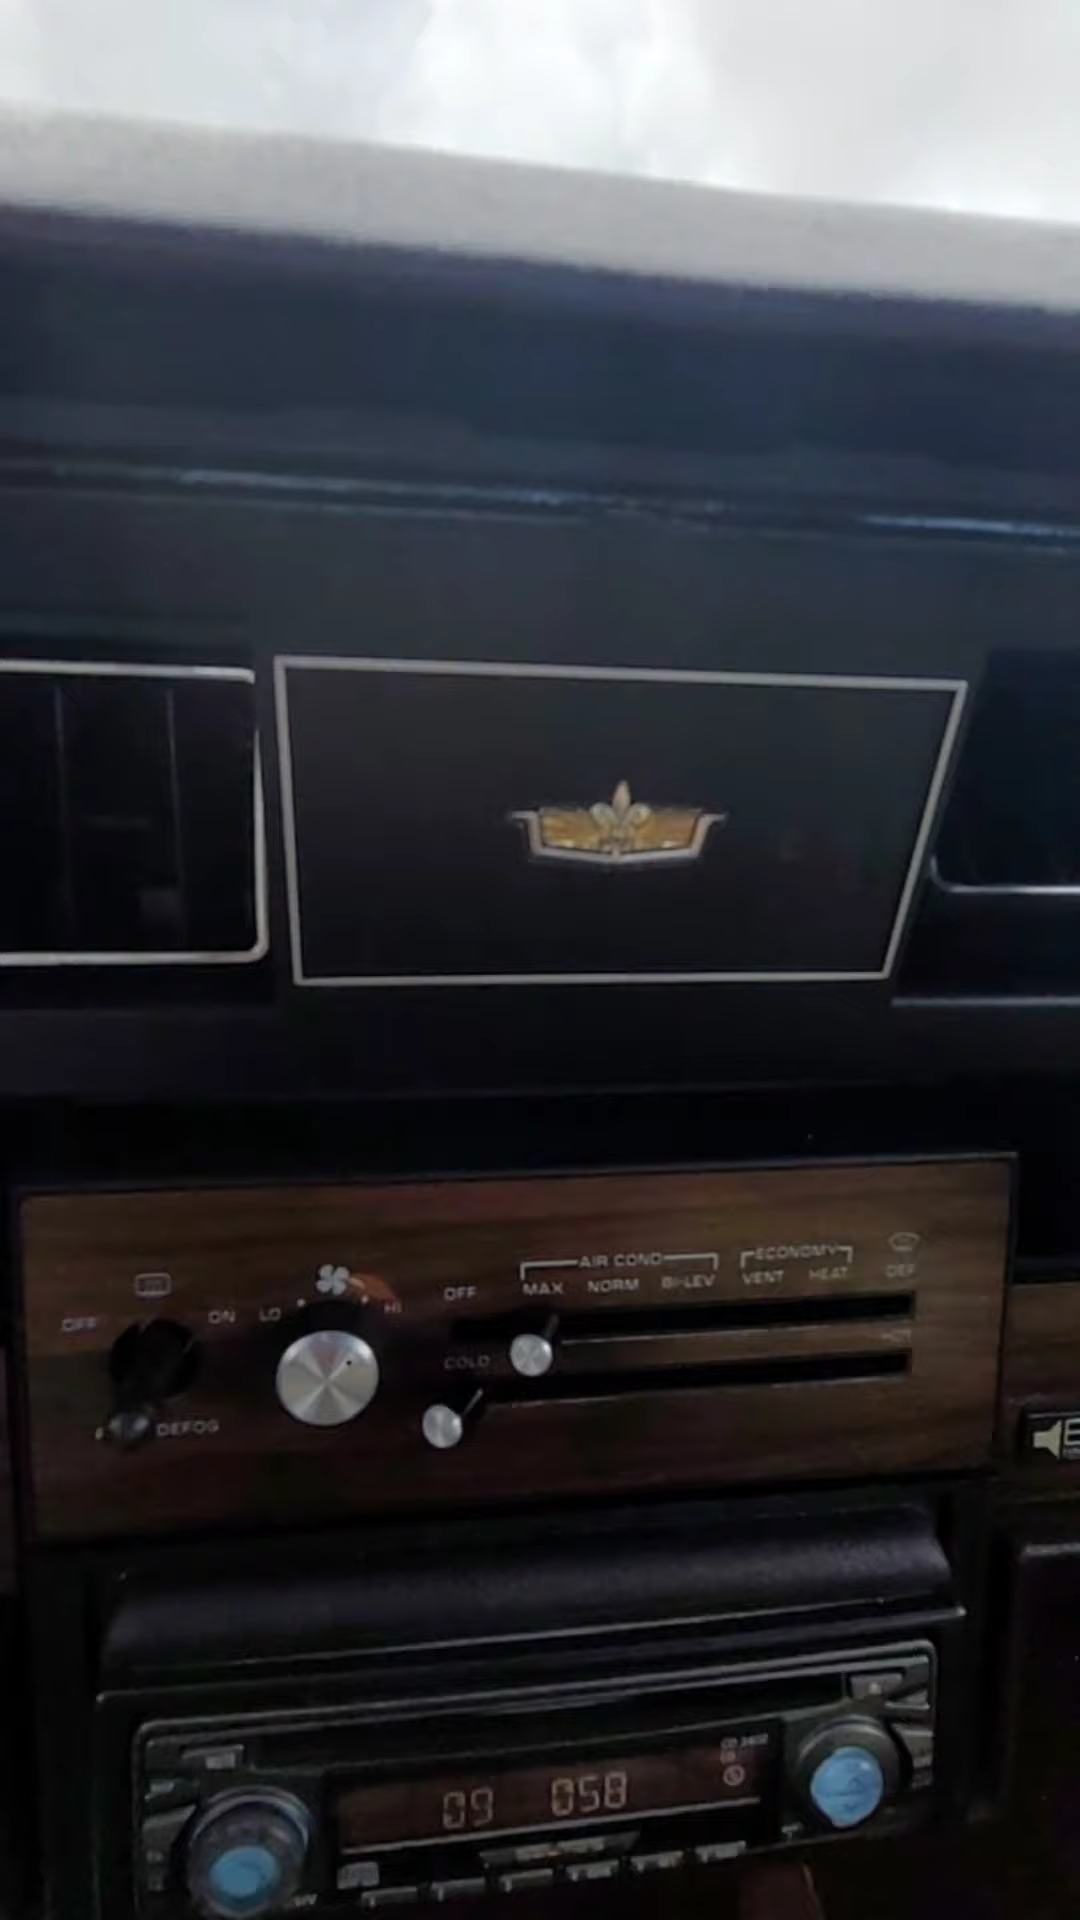 AIR COND
ECONOMY
OFF MAX NORM BI-LEV VENT HEAT DEF
OFF ON LO HI
COLD HOT
DEFOG
09 058